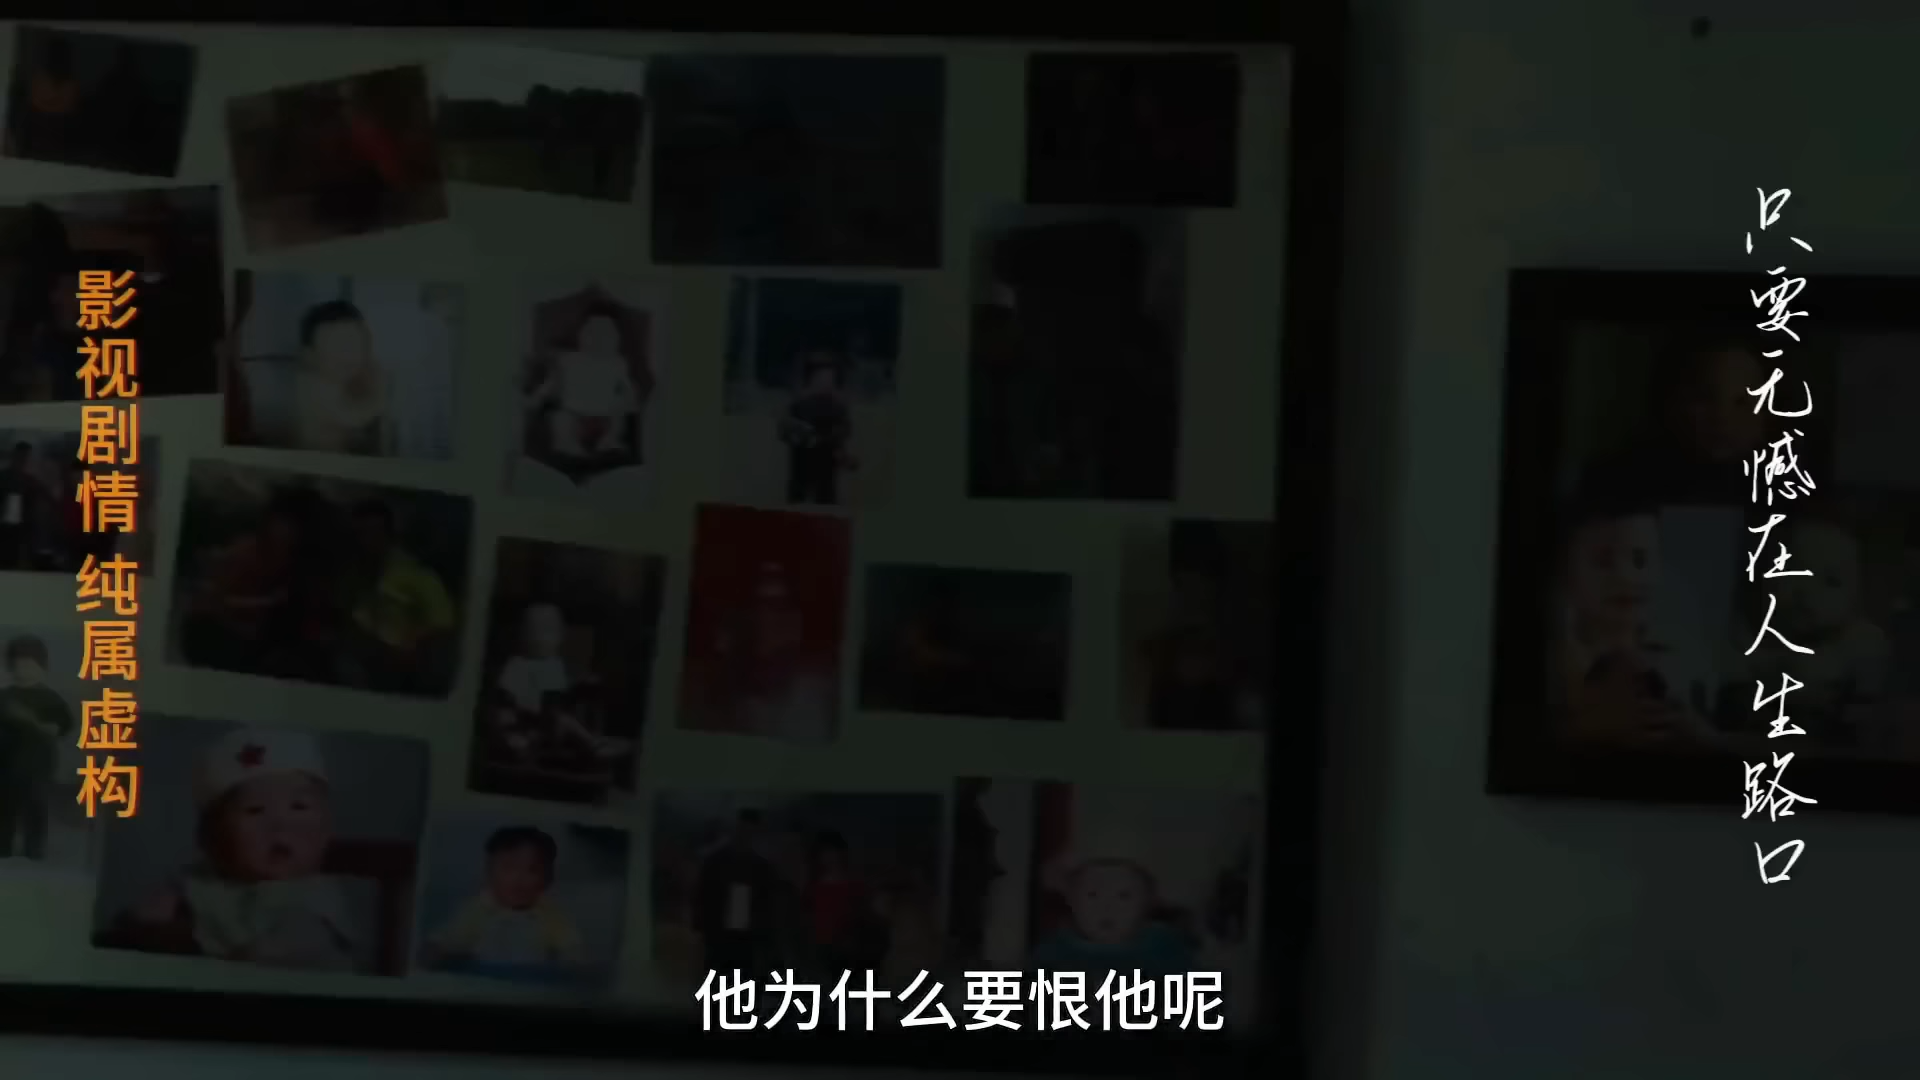 影视剧情 纯属虚构
只要无憾在人生路口
他为什么要恨他呢